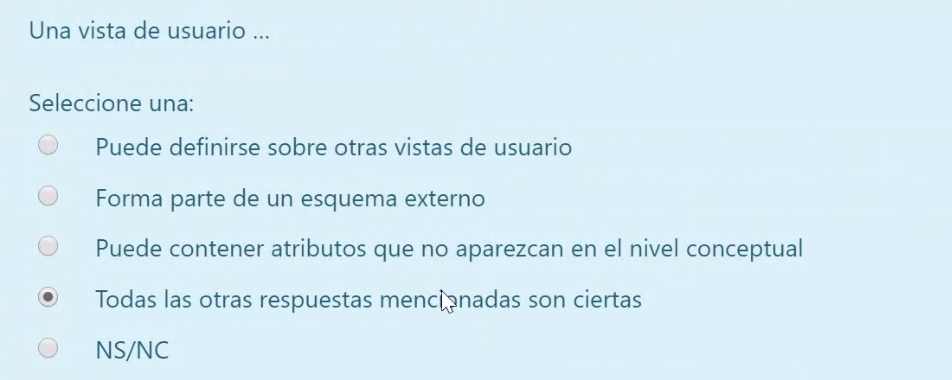 Una vista de usuario ...
Seleccione una:
Puede definirse sobre otras vistas de usuario
Forma parte de un esquema externo
Puede contener atributos que no aparezcan en el nivel conceptual
Todas las otras respuestas mencionadas son ciertas
NS/NC